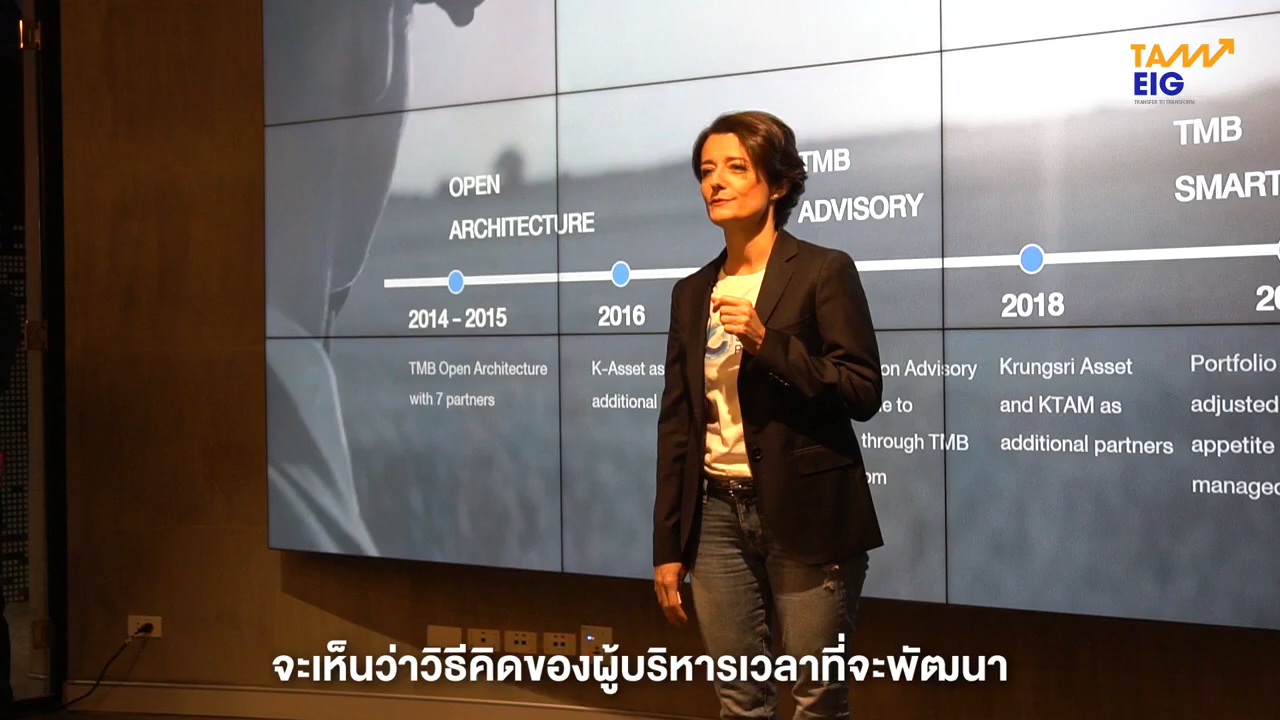 TAM
EIG
TRANSFER TO TRANSFORM
TMB
SMART
TMB
ADVISORY
OPEN
ARCHITECTURE
2014 – 2015
2016
2018
TMB Open Architecture
with 7 partners
K-Asset as
additional
on Advisory
to
through TMB
Krungsri Asset
and KTAM as
additional partners
Portfolio
adjusted
appetite
managed
จะเห็นว่าวิธีคิดของผู้บริหารเวลาที่จะพัฒนา